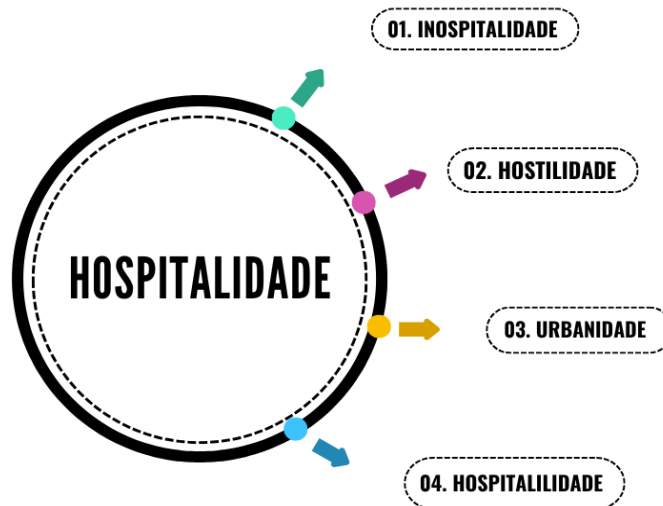 01. INOSPITALIDADE
02. HOSTILIDADE
HOSPITALIDADE
03. URBANIDADE
04. HOSPITALILIDADE